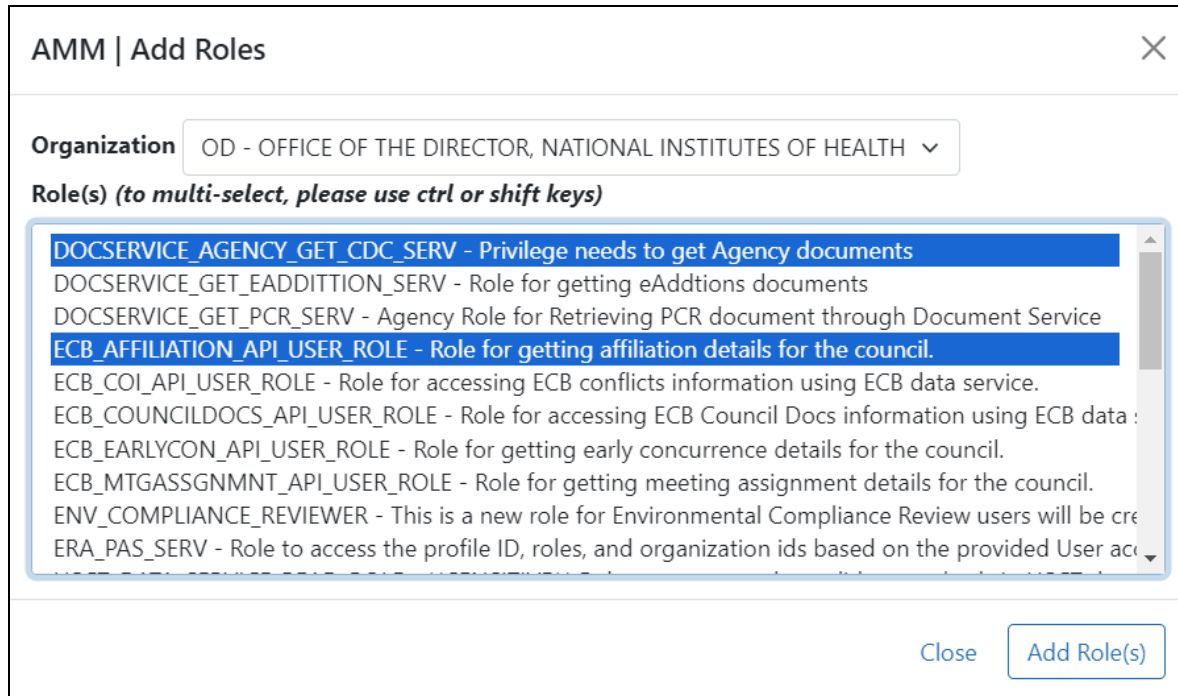 AMM | Add Roles
Organization OD - OFFICE OF THE DIRECTOR, NATIONAL INSTITUTES OF HEALTH
Role(s) (to multi-select, please use ctrl or shift keys)
DOCSERVICE_AGENCY_GET_CDC_SERV - Privilege needs to get Agency documents
DOCSERVICE_GET_EADDITTION_SERV - Role for getting eAddtions documents
DOCSERVICE_GET_PCR_SERV - Agency Role for Retrieving PCR document through Document Service
ECB_AFFILIATION_API_USER_ROLE - Role for getting affiliation details for the council.
ECB_COI_API_USER_ROLE - Role for accessing ECB conflicts information using ECB data service.
ECB_COUNCILDOCS_API_USER_ROLE - Role for accessing ECB Council Docs information using ECB data
ECB_EARLYCON_API_USER_ROLE - Role for getting early concurrence details for the council.
ECB_MTGASSGNMNT_API_USER_ROLE - Role for getting meeting assignment details for the council.
ENV_COMPLIANCE_REVIEWER - This is a new role for Environmental Compliance Review users will be cre
ERA_PAS_SERV - Role to access the profile ID, roles, and organization ids based on the provided User acc
Close
Add Role(s)